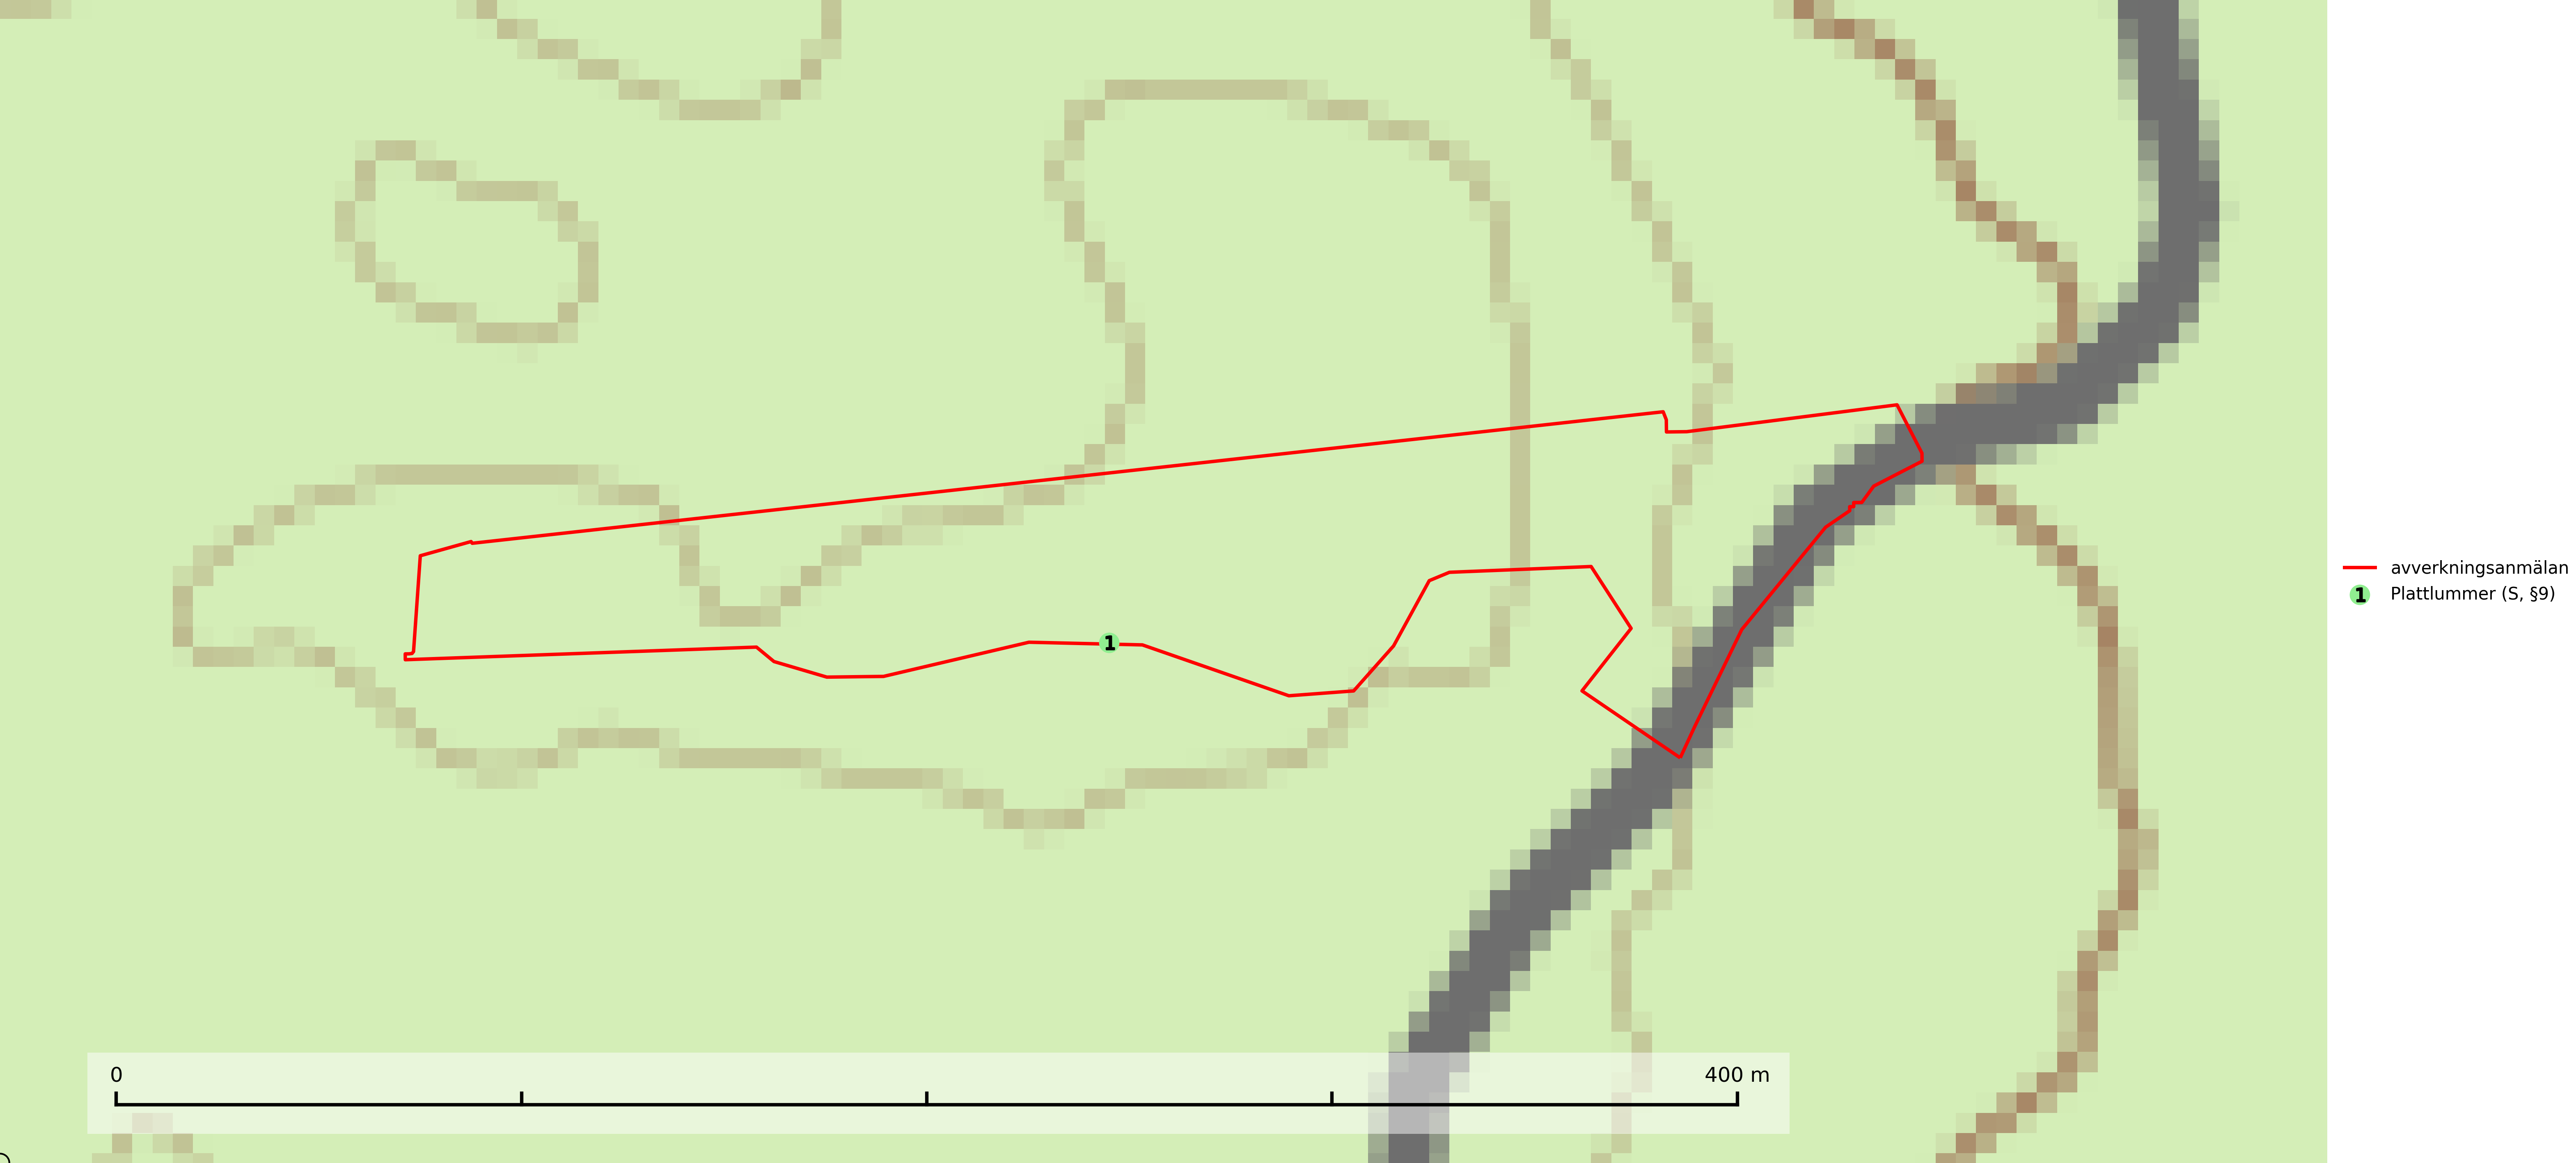 avverkningsanmälan
1 Plattlummer (S, §9)
1
0 400 m